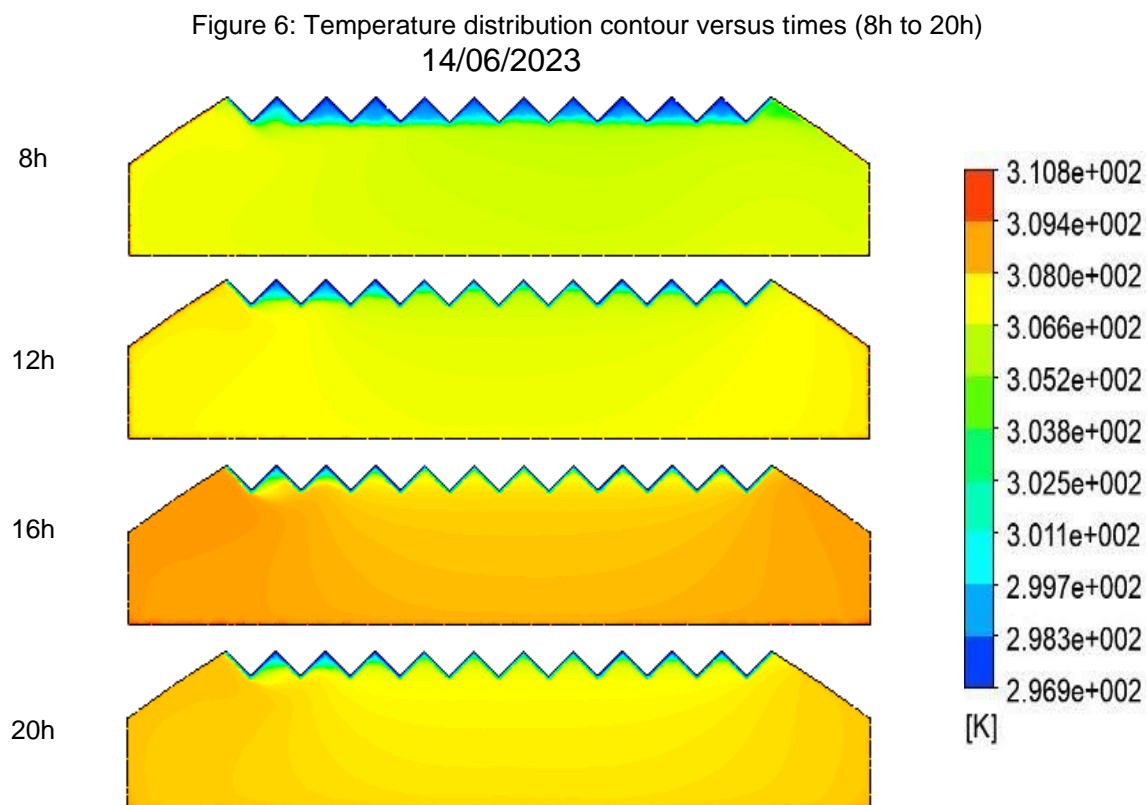 Figure 6: Temperature distribution contour versus times (8h to 20h)
14/06/2023
8h
12h
16h
20h
3.108e+002
3.094e+002
3.080e+002
3.066e+002
3.052e+002
3.038e+002
3.025e+002
3.011e+002
2.997e+002
2.983e+002
2.969e+002
[K]